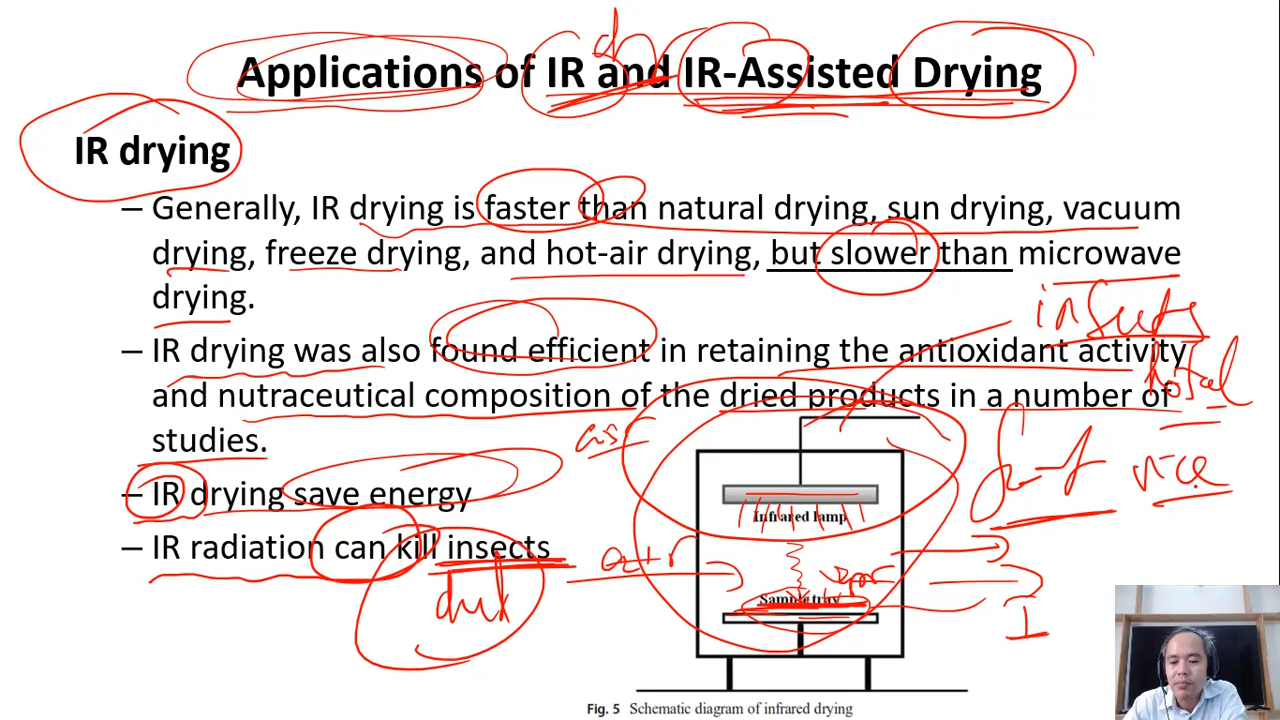 Applications of IR and IR-Assisted Drying
IR drying
– Generally, IR drying is faster than natural drying, sun drying, vacuum
drying, freeze drying, and hot-air drying, but slower than microwave
drying.
– IR drying was also found efficient in retaining the antioxidant activity
and nutraceutical composition of the dried products in a number of
studies.
– IR drying save energy
– IR radiation can kill insects
insects
Infrared lamp
Sample tray
rice
Fig. 5 Schematic diagram of infrared drying